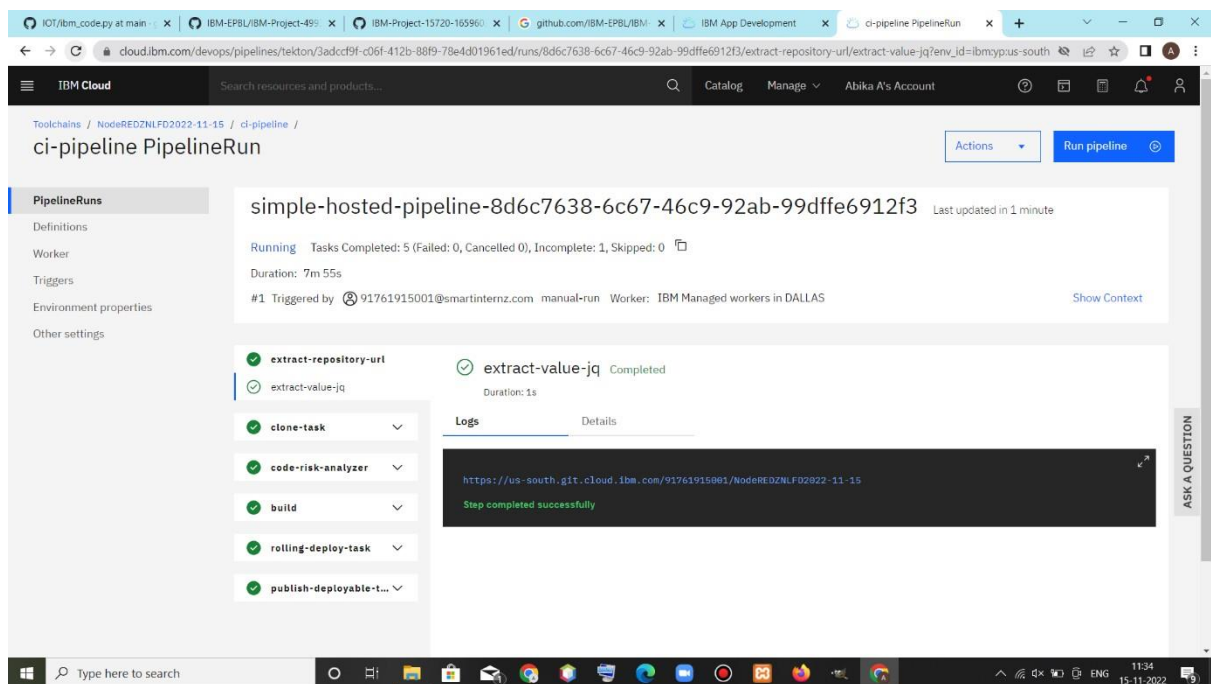 IOT/ibm_code.py at main ·
IBM-EPBL/IBM-Project-499
IBM-Project-15720-165960
github.com/IBM-EPBL/IBM-
IBM App Development
ci-pipeline PipelineRun
cloud.ibm.com/devops/pipelines/tekton/3adccf9f-c06f-412b-88f9-78e4d01961ed/runs/8d6c7638-6c67-46c9-92ab-99dffe6912f3/extract-repository-url/extract-value-jq?env_id=ibm:yp:us-south
A
IBM Cloud
Search resources and products...
Catalog
Manage
Abika A's Account
Toolchains / NodeREDZNLFD2022-11-15 / ci-pipeline /
ci-pipeline PipelineRun
Actions
Run pipeline
PipelineRuns
Definitions
Worker
Triggers
Environment properties
Other settings
simple-hosted-pipeline-8d6c7638-6c67-46c9-92ab-99dffe6912f3 Last updated in 1 minute
Running Tasks Completed: 5 (Failed: 0, Cancelled 0), Incomplete: 1, Skipped: 0
Duration: 7m 55s
#1 Triggered by 91761915001@smartinternz.com manual-run Worker: IBM Managed workers in DALLAS
Show Context
extract-repository-url
extract-value-jq
clone-task
code-risk-analyzer
build
rolling-deploy-task
publish-deployable-t...
extract-value-jq Completed
Duration: 1s
Logs
Details
https://us-south.git.cloud.ibm.com/91761915001/NodeREDZNLFD2022-11-15
Step completed successfully
ASK A QUESTION
Type here to search
ENG
11:34
15-11-2022